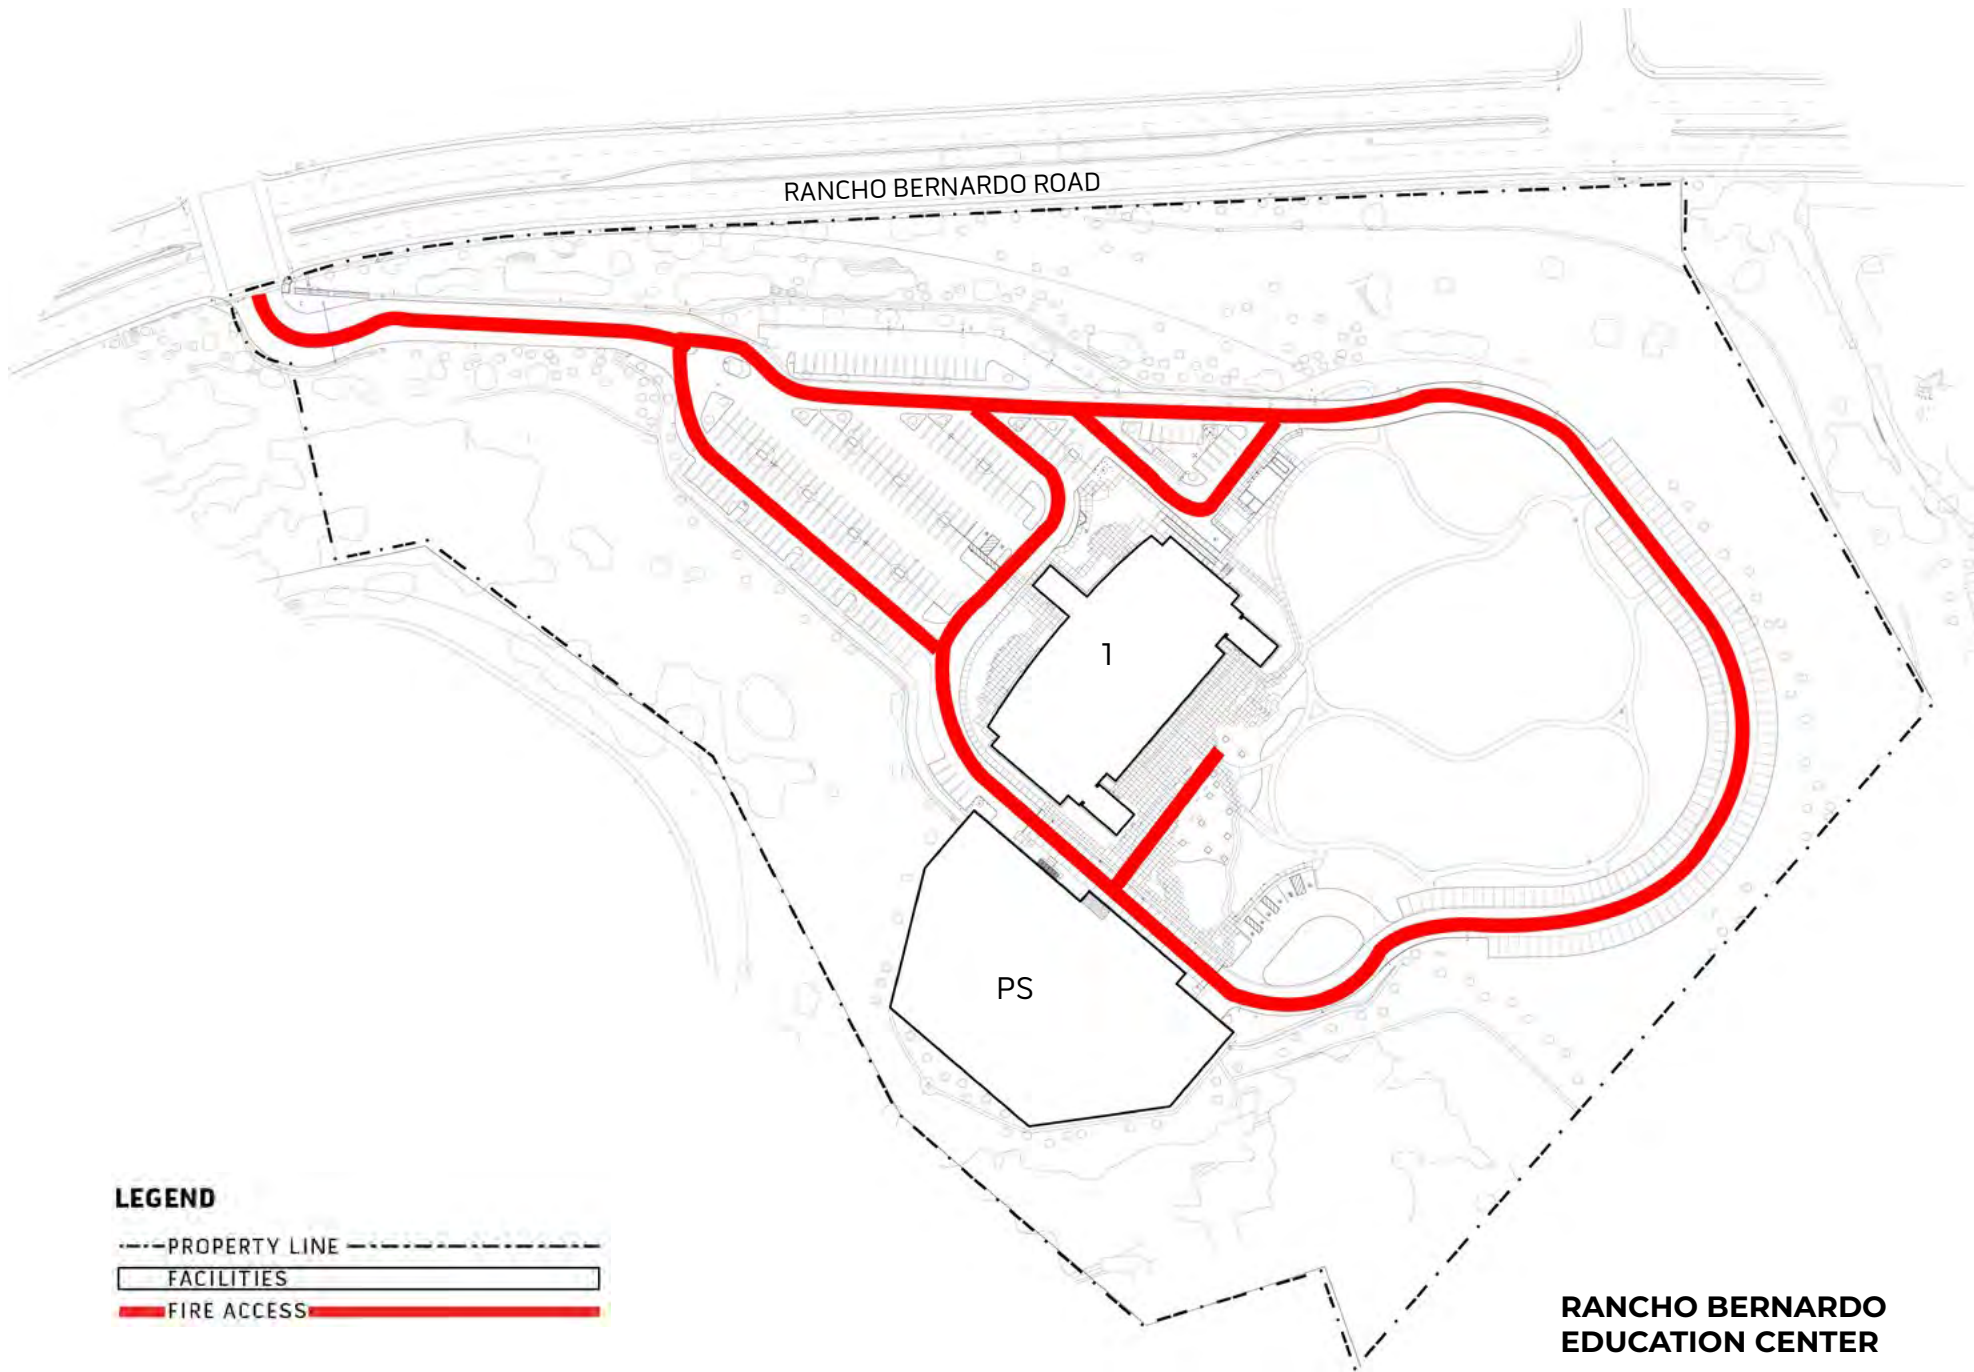 RANCHO BERNARDO ROAD
1
PS
LEGEND
PROPERTY LINE
FACILITIES
FIRE ACCESS
RANCHO BERNARDO
EDUCATION CENTER